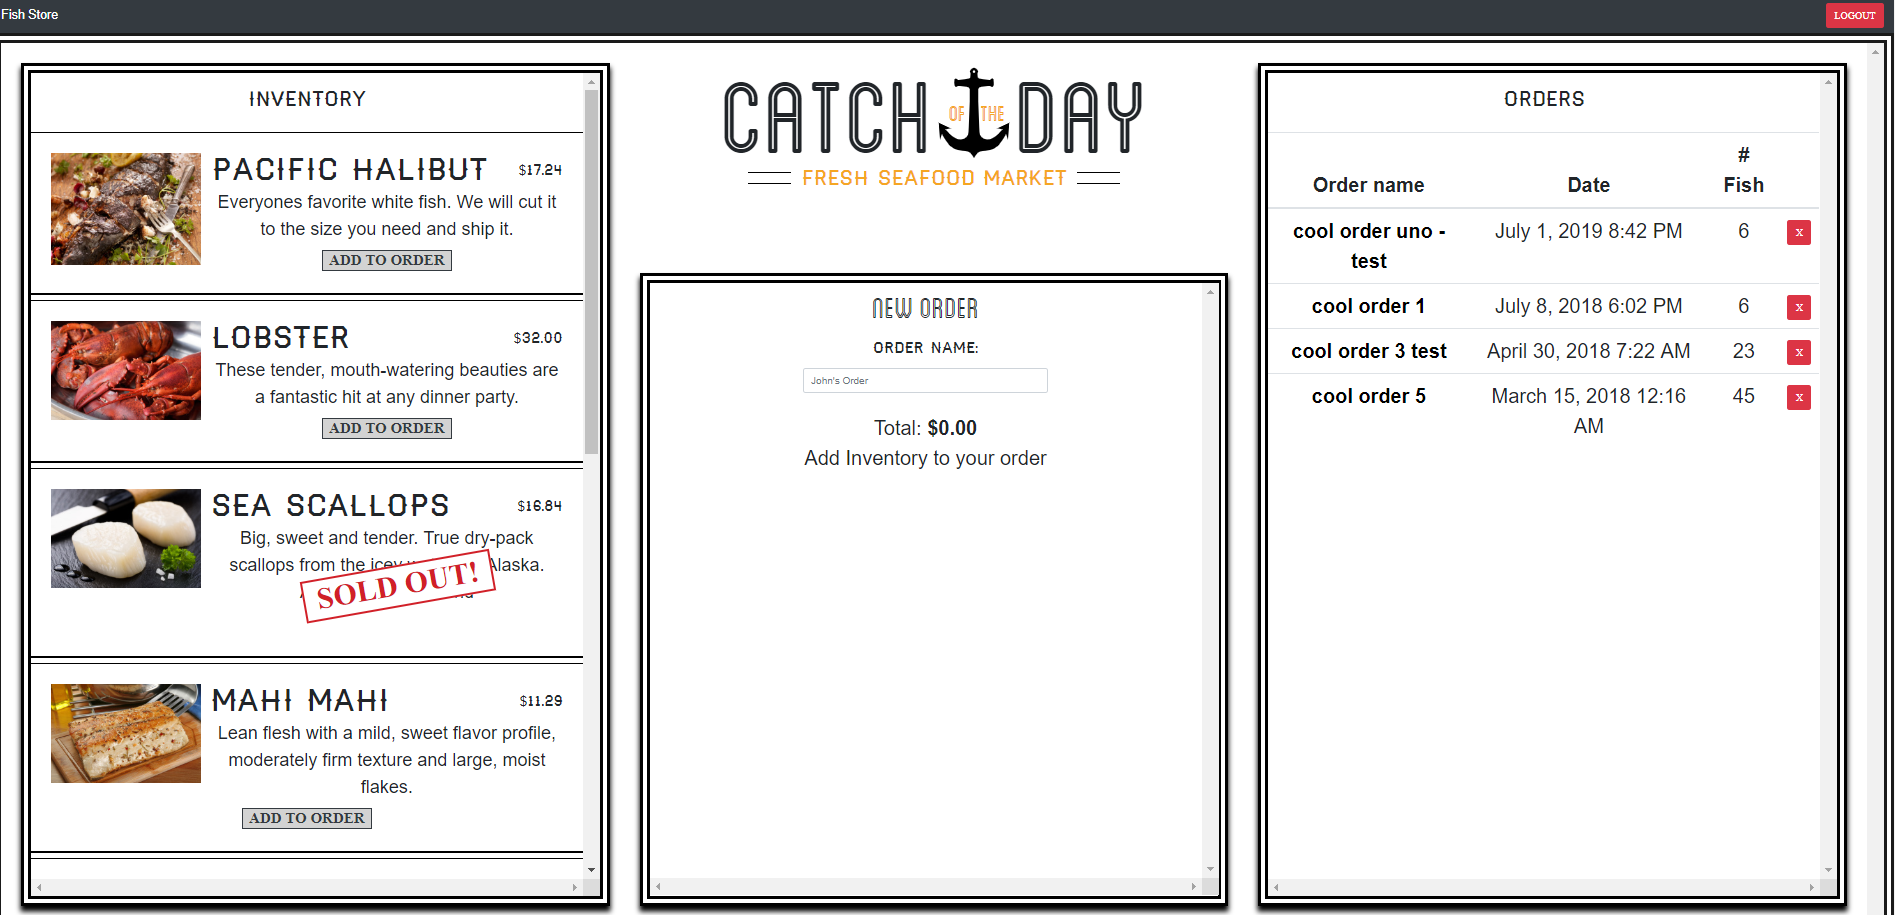 Fish Store
LOGOUT
INVENTORY
PACIFIC HALIBUT $17.24
Everyones favorite white fish. We will cut it
to the size you need and ship it.
ADD TO ORDER
LOBSTER $32.00
These tender, mouth-watering beauties are
a fantastic hit at any dinner party.
ADD TO ORDER
SEA SCALLOPS $16.84
Big, sweet and tender. True dry-pack
scallops from the icey Alaska.
SOLD OUT!
MAHI MAHI $11.29
Lean flesh with a mild, sweet flavor profile,
moderately firm texture and large, moist
flakes.
ADD TO ORDER
CATCH OF THE DAY
FRESH SEAFOOD MARKET
NEW ORDER
ORDER NAME:
John's Order
Total: $0.00
Add Inventory to your order
ORDERS
Order name Date # Fish
cool order uno - test July 1, 2019 8:42 PM 6 x
cool order 1 July 8, 2018 6:02 PM 6 x
cool order 3 test April 30, 2018 7:22 AM 23 x
cool order 5 March 15, 2018 12:16 AM 45 x